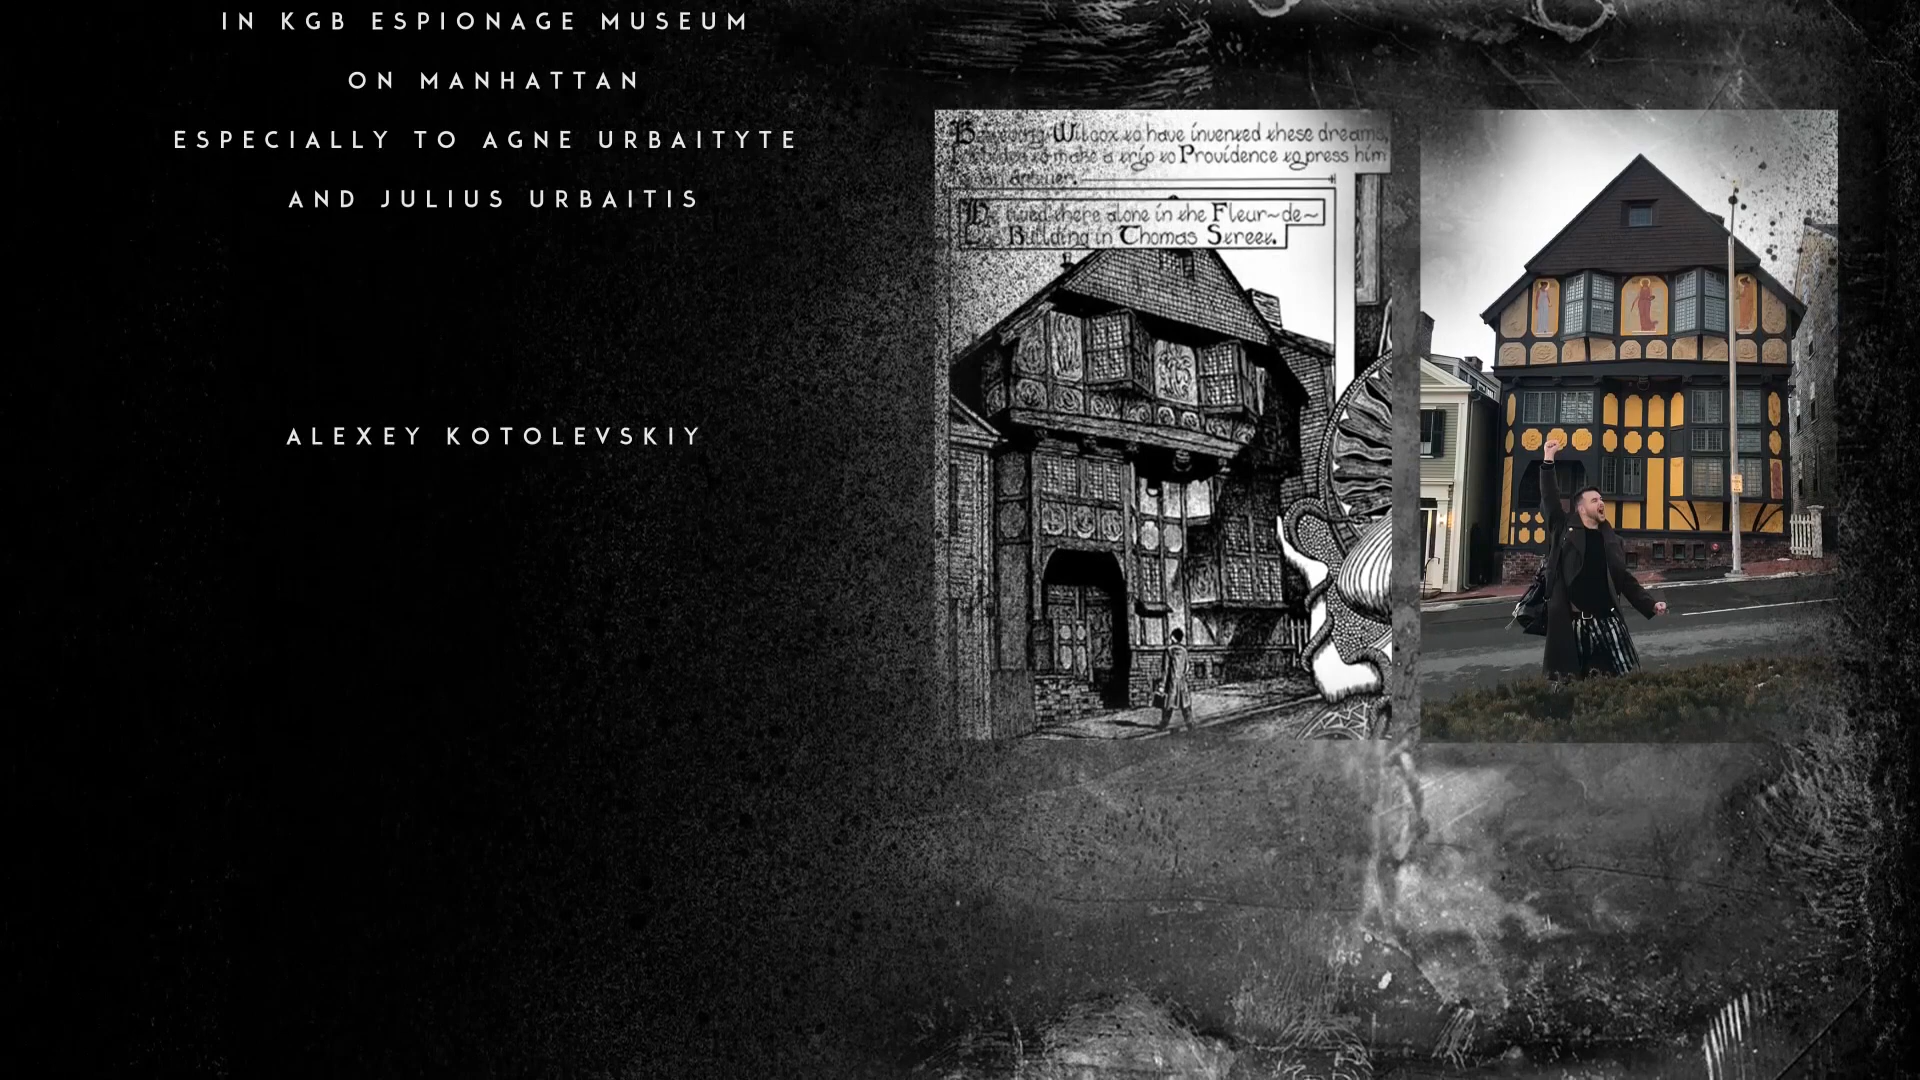 IN KGB ESPIONAGE MUSEUM
ON MANHATTAN
ESPECIALLY TO AGNE URBAITYTE
AND JULIUS URBAITIS
ALEXEY KOTOLEVSKIY
Wilcox to have invented these dreams,
to make a trip to Providence to press him
answer.
lived there alone in the Fleur~de~
Building in Thomas Street.